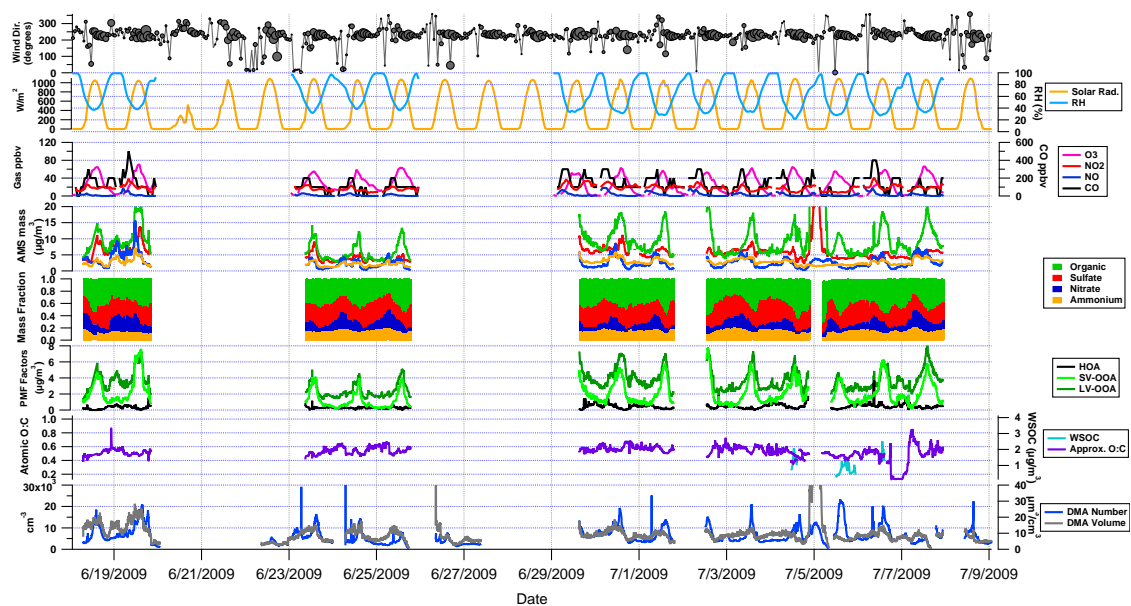 Wind Dir.
(degrees)
300
200
100
0
W/m2
1000
800
600
400
200
0
100
80
60
40
20
0
RH (%)
Solar Rad.
RH
Gas ppbv
120
80
40
0
600
400
200
0
CO ppbv
O3
NO2
NO
CO
AMS mass
(µg/m3)
20
15
10
5
0
Mass Fraction
1.0
0.8
0.6
0.4
0.2
0.0
Organic
Sulfate
Nitrate
Ammonium
PMF Factors
(µg/m3)
8
6
4
2
0
HOA
SV-OOA
LV-OOA
Atomic O:C
1.0
0.8
0.6
0.4
0.2
4
3
2
1
0
WSOC (µg/m3)
WSOC
Approx. O:C
cm-3
30x103
20
10
0
40
30
20
10
0
µm3/cm3
DMA Number
DMA Volume
6/19/2009
6/21/2009
6/23/2009
6/25/2009
6/27/2009
6/29/2009
7/1/2009
7/3/2009
7/5/2009
7/7/2009
7/9/2009
Date